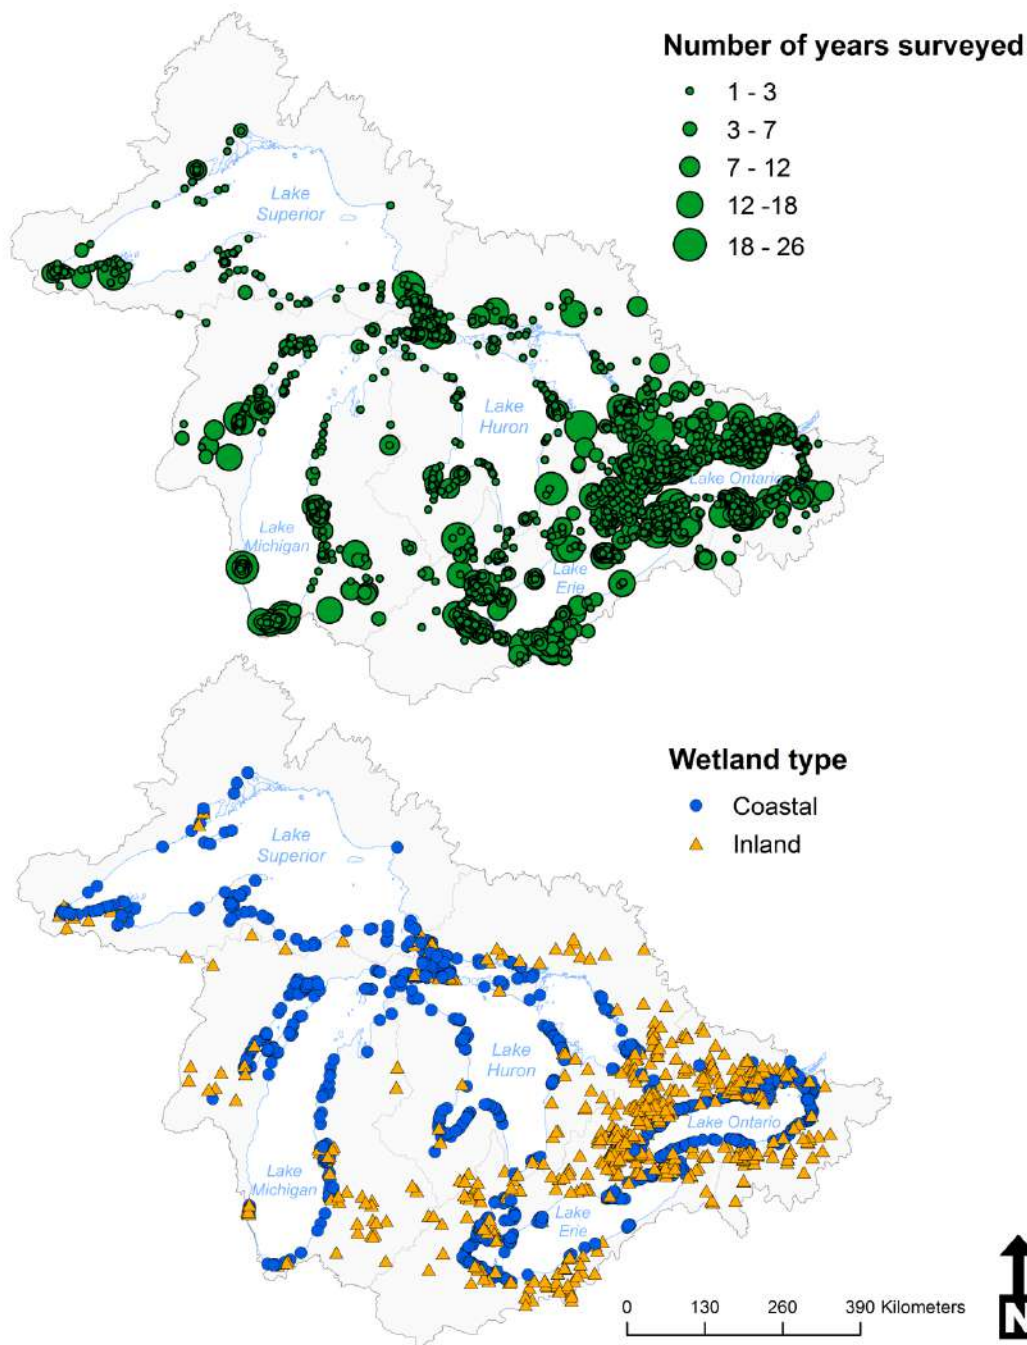 Number of years surveyed
1 - 3
3 - 7
7 - 12
12 -18
18 - 26
Lake
Superior
Lake
Huron
Lake Ontario
Lake
Michigan
Lake
Erie
Wetland type
Coastal
Inland
Lake
Superior
Lake
Huron
Lake Ontario
Lake
Michigan
Lake
Erie
0 130 260 390 Kilometers
N